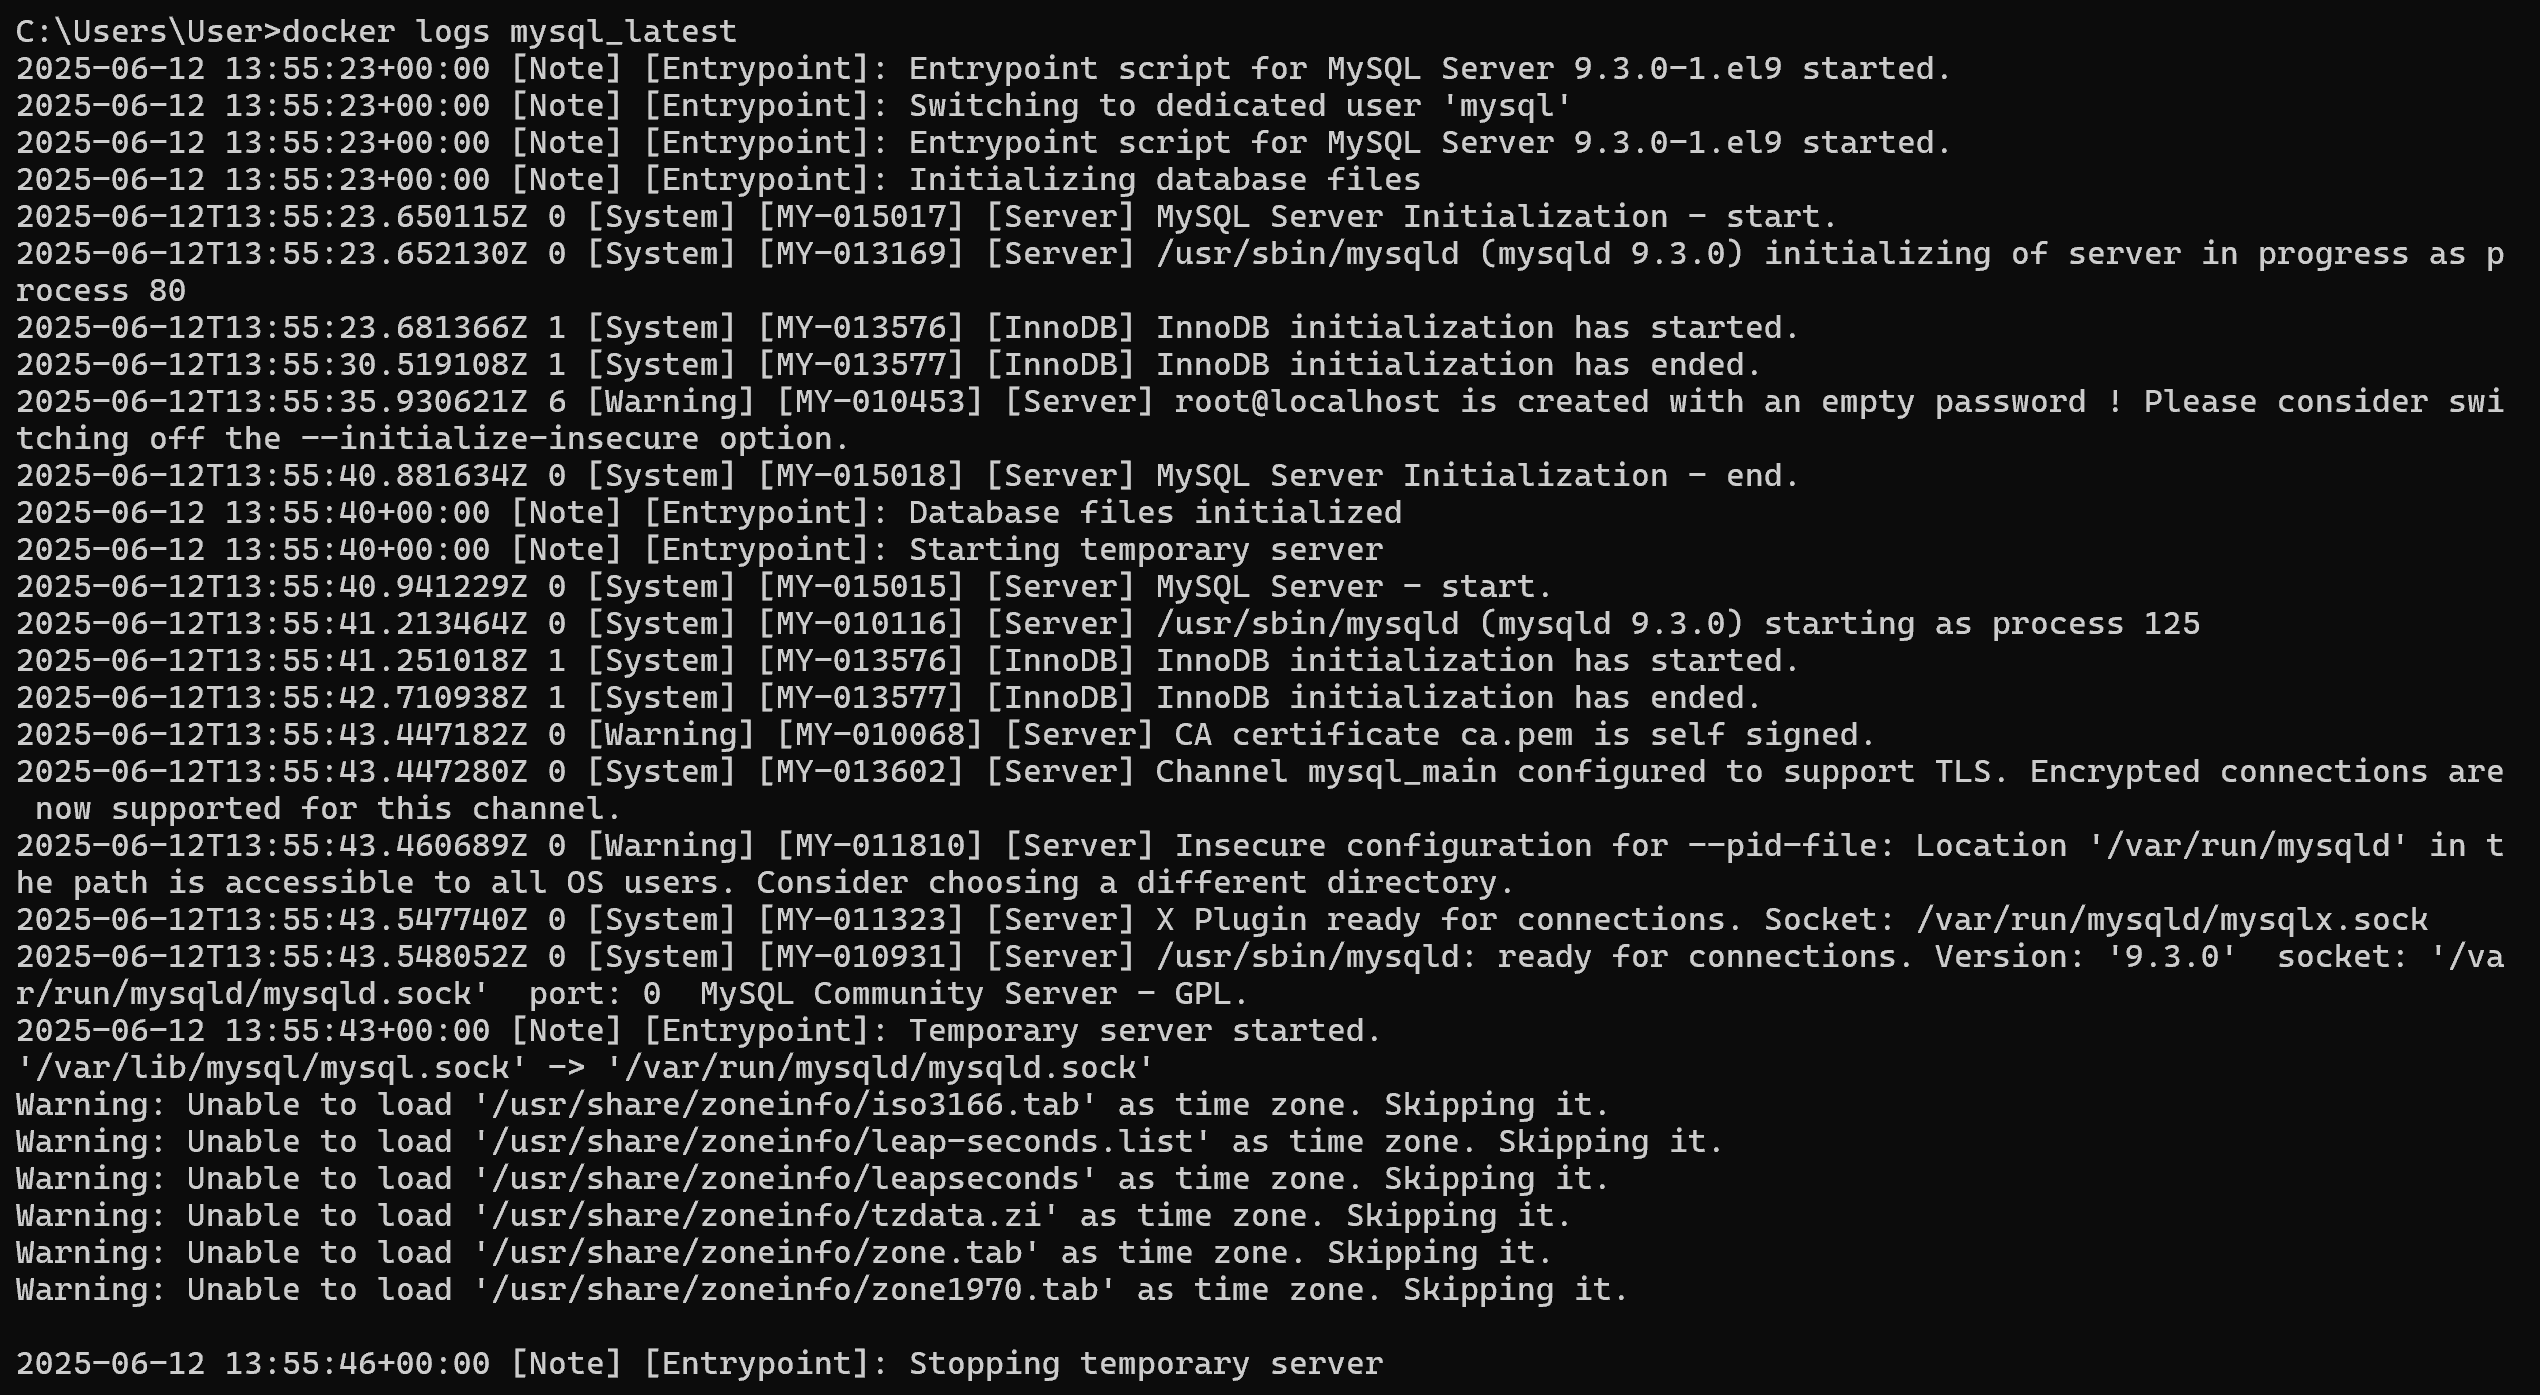 C:\Users\User>docker logs mysql_latest
2025-06-12 13:55:23+00:00 [Note] [Entrypoint]: Entrypoint script for MySQL Server 9.3.0-1.el9 started.
2025-06-12 13:55:23+00:00 [Note] [Entrypoint]: Switching to dedicated user 'mysql'
2025-06-12 13:55:23+00:00 [Note] [Entrypoint]: Entrypoint script for MySQL Server 9.3.0-1.el9 started.
2025-06-12 13:55:23+00:00 [Note] [Entrypoint]: Initializing database files
2025-06-12T13:55:23.650115Z 0 [System] [MY-015017] [Server] MySQL Server Initialization - start.
2025-06-12T13:55:23.652130Z 0 [System] [MY-013169] [Server] /usr/sbin/mysqld (mysqld 9.3.0) initializing of server in progress as p
rocess 80
2025-06-12T13:55:23.681366Z 1 [System] [MY-013576] [InnoDB] InnoDB initialization has started.
2025-06-12T13:55:30.519108Z 1 [System] [MY-013577] [InnoDB] InnoDB initialization has ended.
2025-06-12T13:55:35.930621Z 6 [Warning] [MY-010453] [Server] root@localhost is created with an empty password ! Please consider swi
tching off the --initialize-insecure option.
2025-06-12T13:55:40.881634Z 0 [System] [MY-015018] [Server] MySQL Server Initialization - end.
2025-06-12 13:55:40+00:00 [Note] [Entrypoint]: Database files initialized
2025-06-12 13:55:40+00:00 [Note] [Entrypoint]: Starting temporary server
2025-06-12T13:55:40.941229Z 0 [System] [MY-015015] [Server] MySQL Server - start.
2025-06-12T13:55:41.213464Z 0 [System] [MY-010116] [Server] /usr/sbin/mysqld (mysqld 9.3.0) starting as process 125
2025-06-12T13:55:41.251018Z 1 [System] [MY-013576] [InnoDB] InnoDB initialization has started.
2025-06-12T13:55:42.710938Z 1 [System] [MY-013577] [InnoDB] InnoDB initialization has ended.
2025-06-12T13:55:43.447182Z 0 [Warning] [MY-010068] [Server] CA certificate ca.pem is self signed.
2025-06-12T13:55:43.447280Z 0 [System] [MY-013602] [Server] Channel mysql_main configured to support TLS. Encrypted connections are
 now supported for this channel.
2025-06-12T13:55:43.460689Z 0 [Warning] [MY-011810] [Server] Insecure configuration for --pid-file: Location '/var/run/mysqld' in t
he path is accessible to all OS users. Consider choosing a different directory.
2025-06-12T13:55:43.547740Z 0 [System] [MY-011323] [Server] X Plugin ready for connections. Socket: /var/run/mysqld/mysqlx.sock
2025-06-12T13:55:43.548052Z 0 [System] [MY-010931] [Server] /usr/sbin/mysqld: ready for connections. Version: '9.3.0'  socket: '/va
r/run/mysqld/mysqld.sock'  port: 0  MySQL Community Server - GPL.
2025-06-12 13:55:43+00:00 [Note] [Entrypoint]: Temporary server started.
'/var/lib/mysql/mysql.sock' -> '/var/run/mysqld/mysqld.sock'
Warning: Unable to load '/usr/share/zoneinfo/iso3166.tab' as time zone. Skipping it.
Warning: Unable to load '/usr/share/zoneinfo/leap-seconds.list' as time zone. Skipping it.
Warning: Unable to load '/usr/share/zoneinfo/leapseconds' as time zone. Skipping it.
Warning: Unable to load '/usr/share/zoneinfo/tzdata.zi' as time zone. Skipping it.
Warning: Unable to load '/usr/share/zoneinfo/zone.tab' as time zone. Skipping it.
Warning: Unable to load '/usr/share/zoneinfo/zone1970.tab' as time zone. Skipping it.
2025-06-12 13:55:46+00:00 [Note] [Entrypoint]: Stopping temporary server